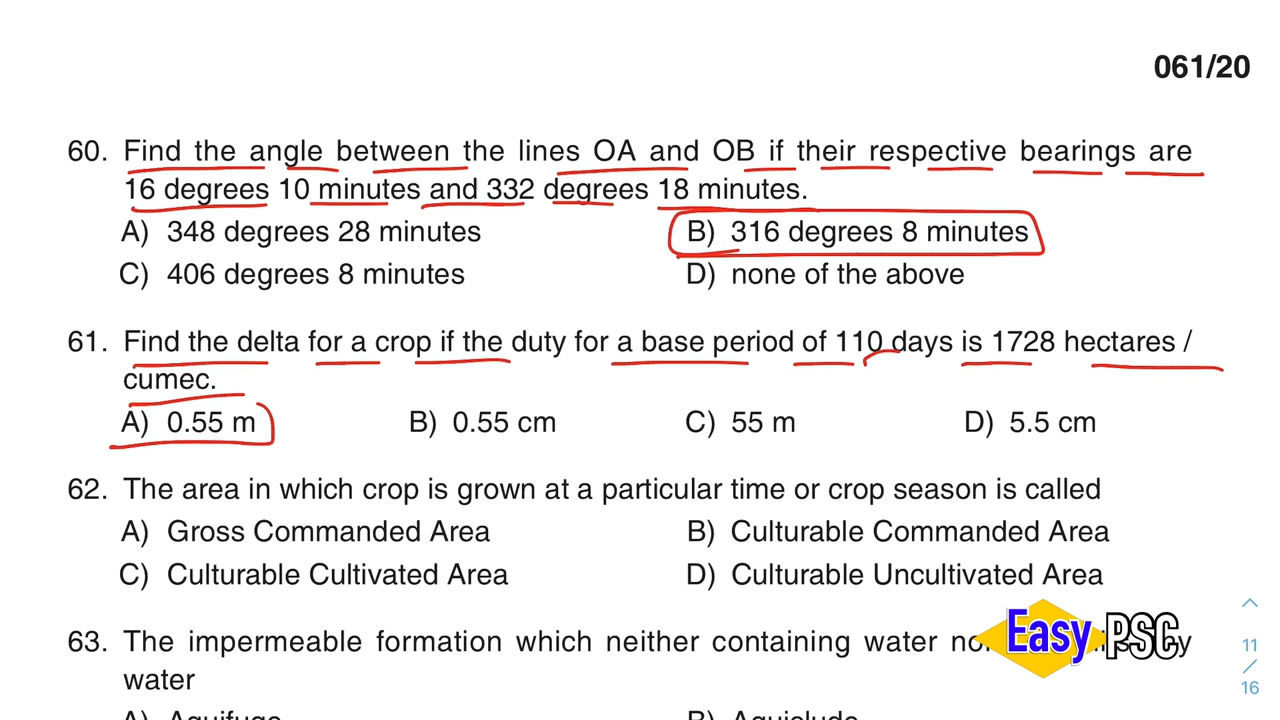 061/20
60. Find the angle between the lines OA and OB if their respective bearings are
16 degrees 10 minutes and 332 degrees 18 minutes.
A) 348 degrees 28 minutes B) 316 degrees 8 minutes
C) 406 degrees 8 minutes D) none of the above
61. Find the delta for a crop if the duty for a base period of 110 days is 1728 hectares /
cumec.
A) 0.55 m B) 0.55 cm C) 55 m D) 5.5 cm
62. The area in which crop is grown at a particular time or crop season is called
A) Gross Commanded Area B) Culturable Commanded Area
C) Culturable Cultivated Area D) Culturable Uncultivated Area
63. The impermeable formation which neither containing water
Easy PSC
11
/
16
water
A) Aquifuge B) Aquiclude